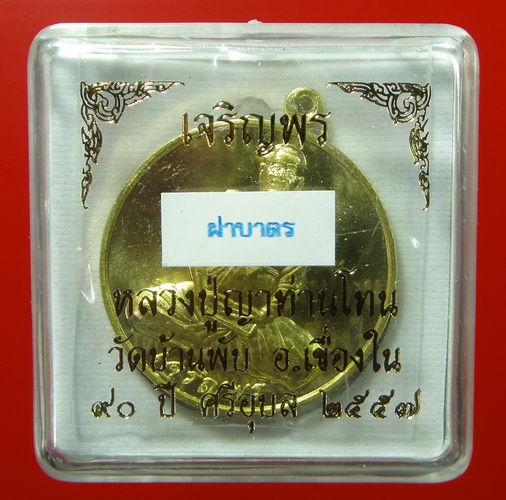 เจริญพร
ฝาบาตร
หลวงปู่ญาท่านโทน
วัดบ้านพับ อ.เขื่องใน
๙๐ ปี ศรีอุบล ๒๕๕๗